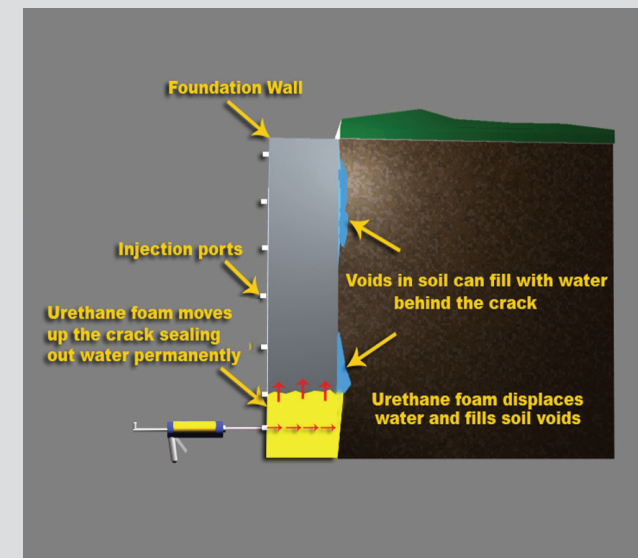 Foundation Wall
Injection ports
Voids in soil can fill with water
behind the crack
Urethane foam moves
up the crack sealing
out water permanently
Urethane foam displaces
water and fills soil voids